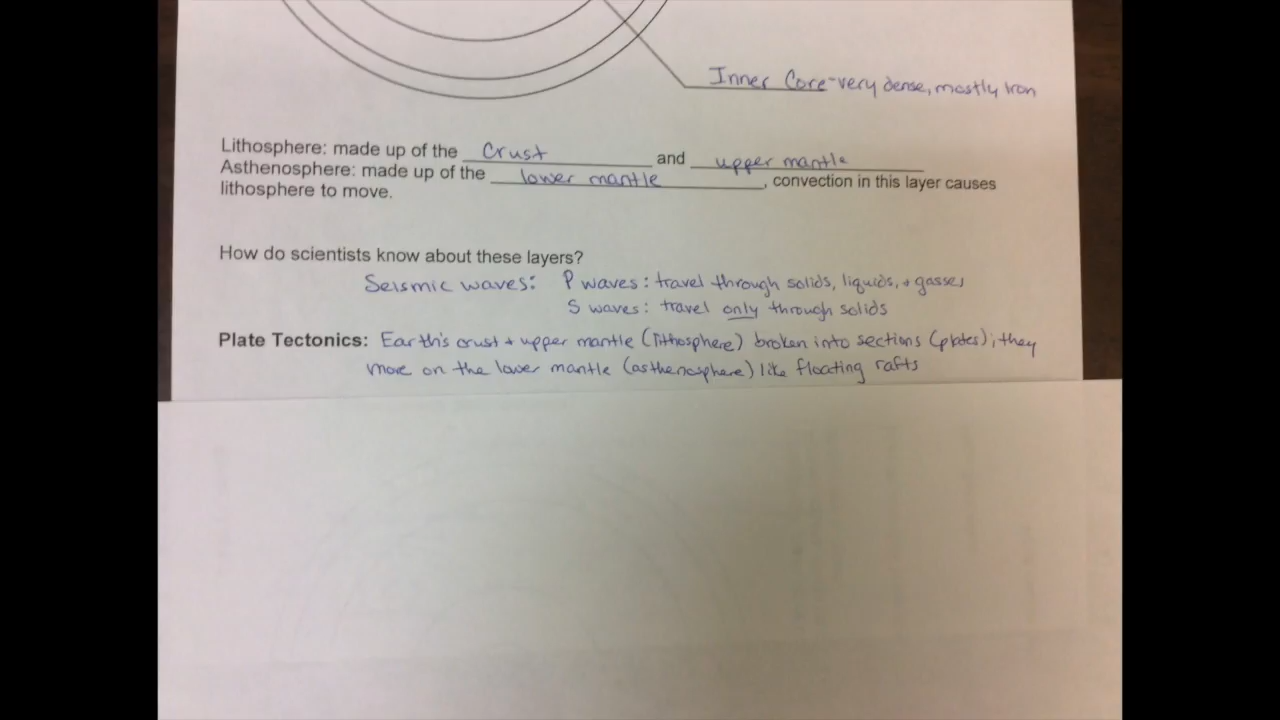 Inner Core-very dense, mostly Iron
Lithosphere: made up of the Crust and upper mantle
Asthenosphere: made up of the lower mantle, convection in this layer causes
lithosphere to move.
How do scientists know about these layers?
Seismic waves: P waves: travel through solids, liquids, + gasses
S waves: travel only through solids
Plate Tectonics: Earth's crust + upper mantle (lithosphere) broken into sections (plates); they
move on the lower mantle (asthenosphere) like floating rafts